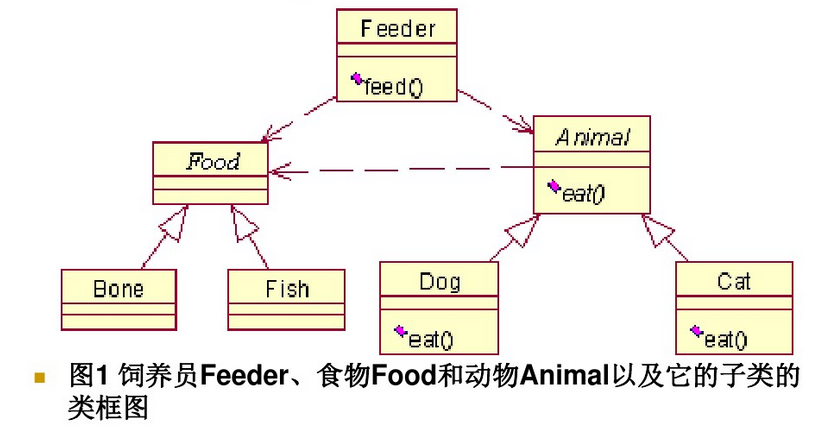 Feeder
feed()
Food
Animal
eat()
Bone
Fish
Dog
eat()
Cat
eat()
图1 饲养员Feeder、食物Food和动物Animal以及它的子类的
类框图